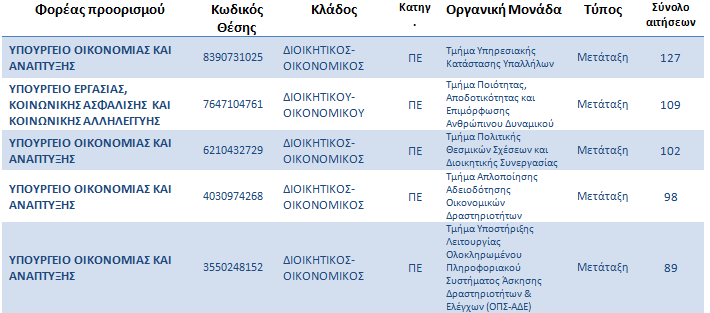 Φορέας προορισμού Κωδικός Θέσης Κλάδος Κατηγ. Οργανική Μονάδα Τύπος Σύνολο αιτήσεων
ΥΠΟΥΡΓΕΙΟ ΟΙΚΟΝΟΜΙΑΣ ΚΑΙ
ΑΝΑΠΤΥΞΗΣ
8390731025
ΔΙΟΙΚΗΤΙΚΟΣ-
ΟΙΚΟΝΟΜΙΚΟΣ
ΠΕ
Τμήμα Υπηρεσιακής
Κατάστασης Υπαλλήλων
Μετάταξη
127
ΥΠΟΥΡΓΕΙΟ ΕΡΓΑΣΙΑΣ,
ΚΟΙΝΩΝΙΚΗΣ ΑΣΦΑΛΙΣΗΣ ΚΑΙ
ΚΟΙΝΩΝΙΚΗΣ ΑΛΛΗΛΕΓΓΥΗΣ
7647104761
ΔΙΟΙΚΗΤΙΚΟΥ-
ΟΙΚΟΝΟΜΙΚΟΥ
ΠΕ
Τμήμα Ποιότητας,
Αποδοτικότητας και
Επιμόρφωσης
Ανθρώπινου Δυναμικού
Μετάταξη
109
ΥΠΟΥΡΓΕΙΟ ΟΙΚΟΝΟΜΙΑΣ ΚΑΙ
ΑΝΑΠΤΥΞΗΣ
6210432729
ΔΙΟΙΚΗΤΙΚΟΣ-
ΟΙΚΟΝΟΜΙΚΟΣ
ΠΕ
Τμήμα Πολιτικής
Θεσμικών Σχέσεων και
Διοικητικής Συνεργασίας
Μετάταξη
102
ΥΠΟΥΡΓΕΙΟ ΟΙΚΟΝΟΜΙΑΣ ΚΑΙ
ΑΝΑΠΤΥΞΗΣ
4030974268
ΔΙΟΙΚΗΤΙΚΟΣ-
ΟΙΚΟΝΟΜΙΚΟΣ
ΠΕ
Τμήμα Απλοποίησης
Αδειοδότησης
Οικονομικών
Δραστηριοτήτων
Μετάταξη
98
ΥΠΟΥΡΓΕΙΟ ΟΙΚΟΝΟΜΙΑΣ ΚΑΙ
ΑΝΑΠΤΥΞΗΣ
3550248152
ΔΙΟΙΚΗΤΙΚΟΣ-
ΟΙΚΟΝΟΜΙΚΟΣ
ΠΕ
Τμήμα Υποστήριξης
Λειτουργίας
Ολοκληρωμένου
Πληροφοριακού
Συστήματος Άσκησης
Δραστηριοτήτων &
Ελέγχων (ΟΠΣ-ΑΔΕ)
Μετάταξη
89